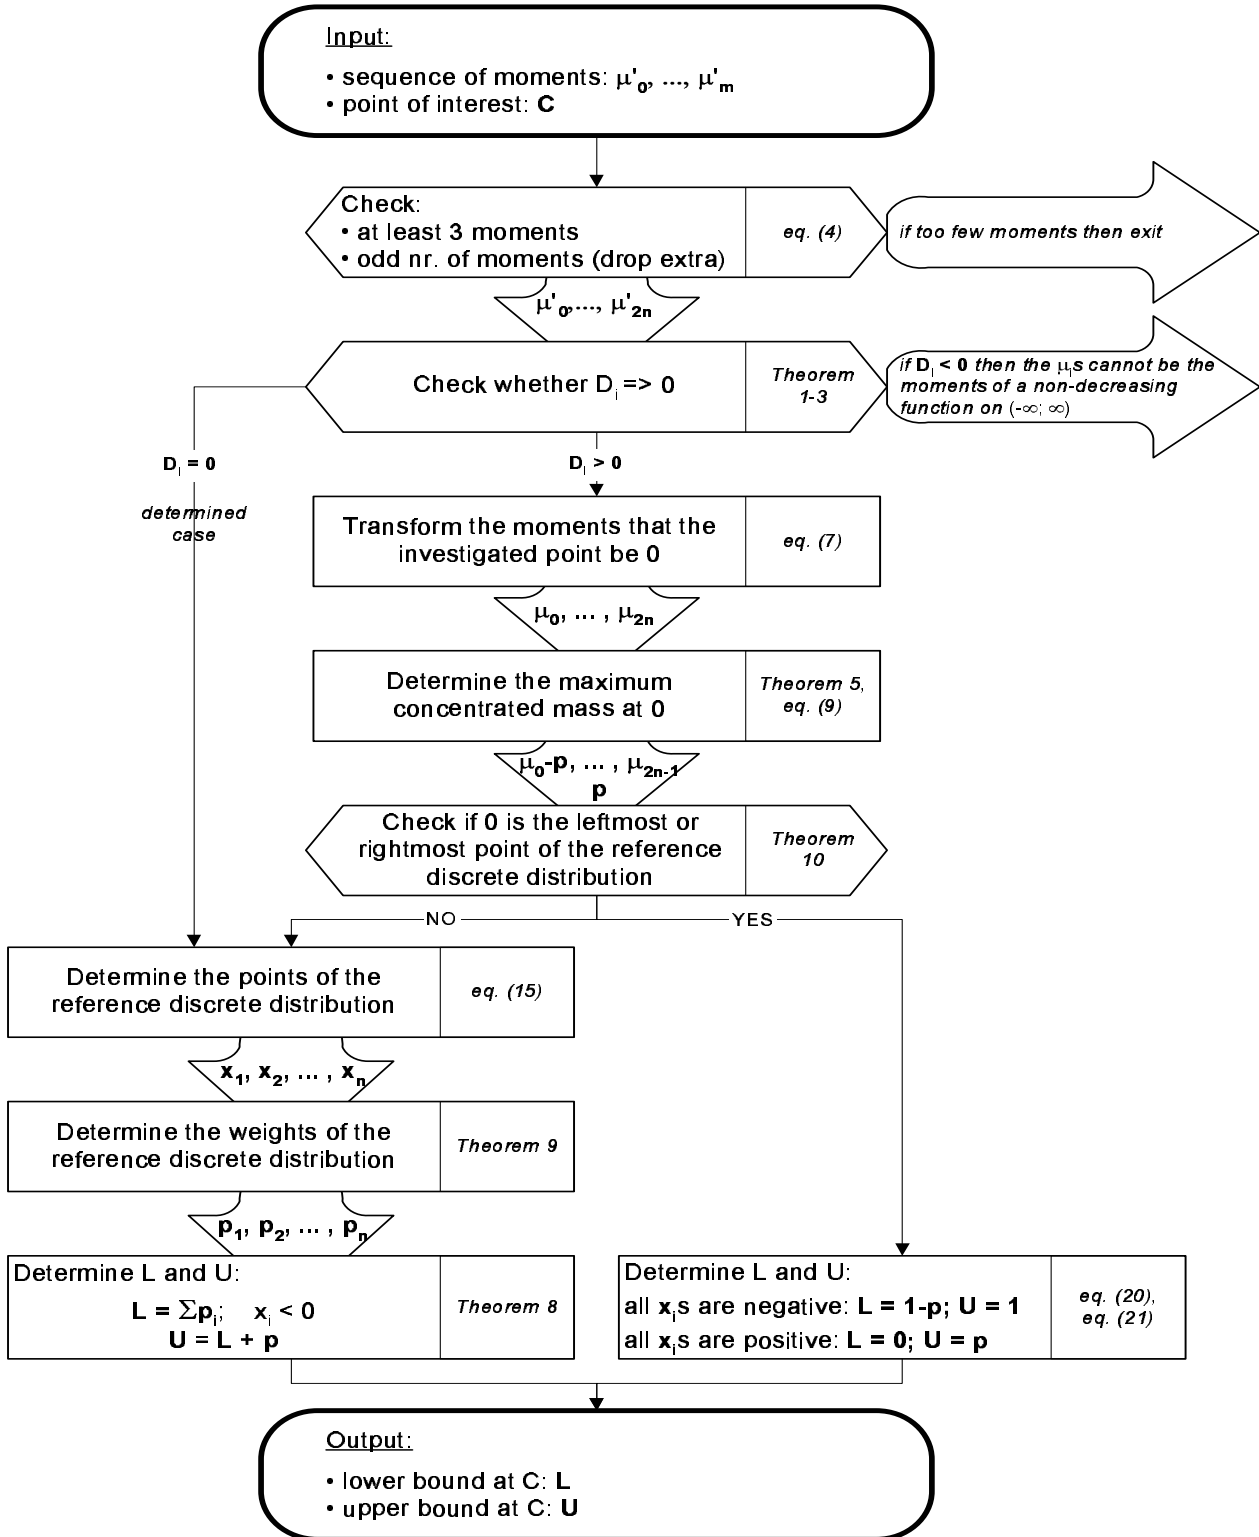 Input:
• sequence of moments: μ'0, ..., μ'm
• point of interest: C
Check:
• at least 3 moments
• odd nr. of moments (drop extra)
eq. (4)
if too few moments then exit
μ'0,..., μ'2n
Check whether Di => 0
Theorem
1-3
if Di < 0 then the μis cannot be the
moments of a non-decreasing
function on (-∞; ∞)
Di = 0
determined
case
Di > 0
Transform the moments that the
investigated point be 0
eq. (7)
μ0, ... , μ2n
Determine the maximum
concentrated mass at 0
Theorem 5,
eq. (9)
μ0-p, ... , μ2n-1
p
Check if 0 is the leftmost or
rightmost point of the reference
discrete distribution
Theorem
10
NO
YES
Determine the points of the
reference discrete distribution
eq. (15)
x1, x2, ... , xn
Determine the weights of the
reference discrete distribution
Theorem 9
p1, p2, ... , pn
Determine L and U:
L = Σpi; xi < 0
U = L + p
Theorem 8
Determine L and U:
all xis are negative: L = 1-p; U = 1
all xis are positive: L = 0; U = p
eq. (20),
eq. (21)
Output:
• lower bound at C: L
• upper bound at C: U